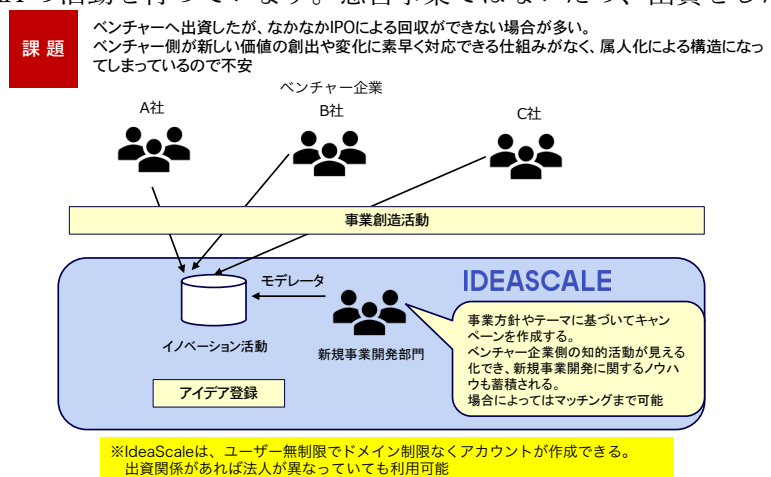 課 題
ベンチャーへ出資したが、なかなかIPOによる回収ができない場合が多い。
ベンチャー側が新しい価値の創出や変化に素早く対応できる仕組みがなく、属人化による構造になっ
てしまっているので不安
ベンチャー企業
A社
B社
C社
事業創造活動
IDEASCALE
モデレータ
イノベーション活動
新規事業開発部門
アイデア登録
事業方針やテーマに基づいてキャン
ペーンを作成する。
ベンチャー企業側の知的活動が見える
化でき、新規事業開発に関するノウハ
ウも蓄積される。
場合によってはマッチングまで可能
※IdeaScaleは、ユーザー無制限でドメイン制限なくアカウントが作成できる。
出資関係があれば法人が異なっていても利用可能